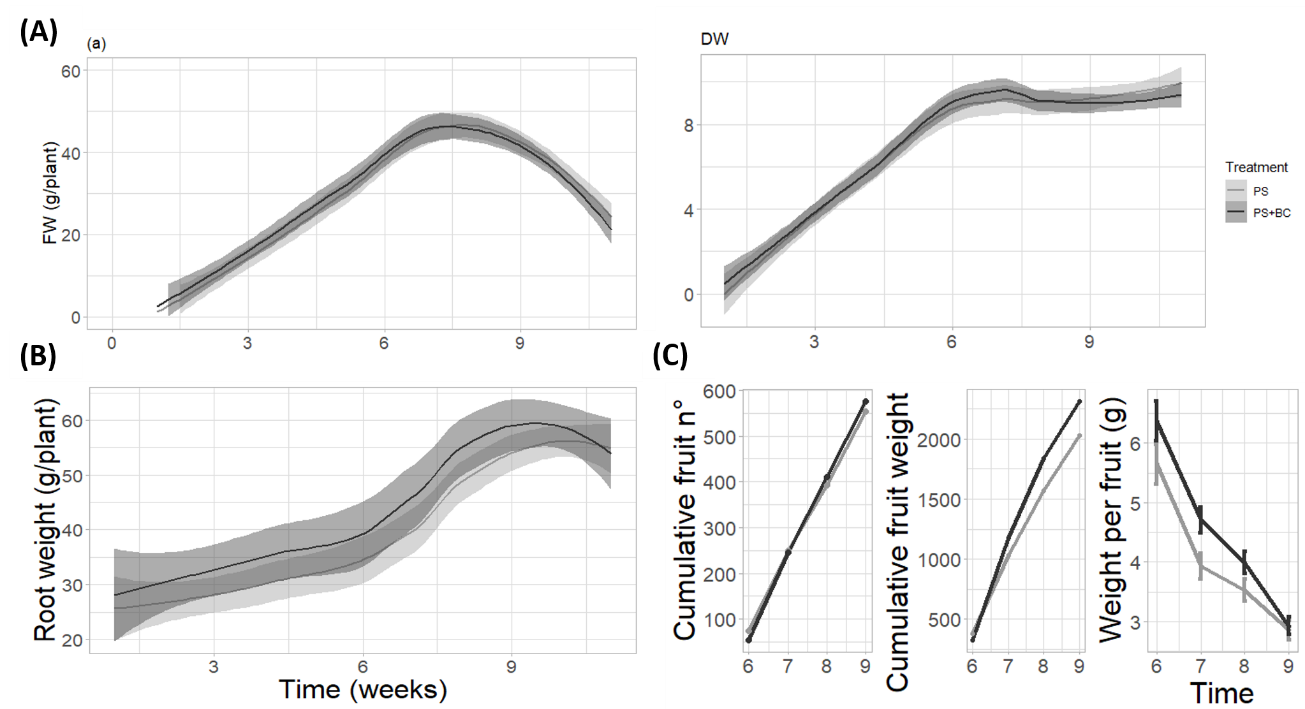 (A)
(a)
FW (g/plant)
60
40
20
0
0 3 6 9
DW
8
4
0
3 6 9
Treatment
PS
PS+BC
(B)
Root weight (g/plant)
60
50
40
30
20
3 6 9
Time (weeks)
(C)
Cumulative fruit n°
600
500
400
300
200
100
6 7 8 9
Cumulative fruit weight
2000
1500
1000
500
6 7 8 9
Weight per fruit (g)
6
5
4
3
6 7 8 9
Time